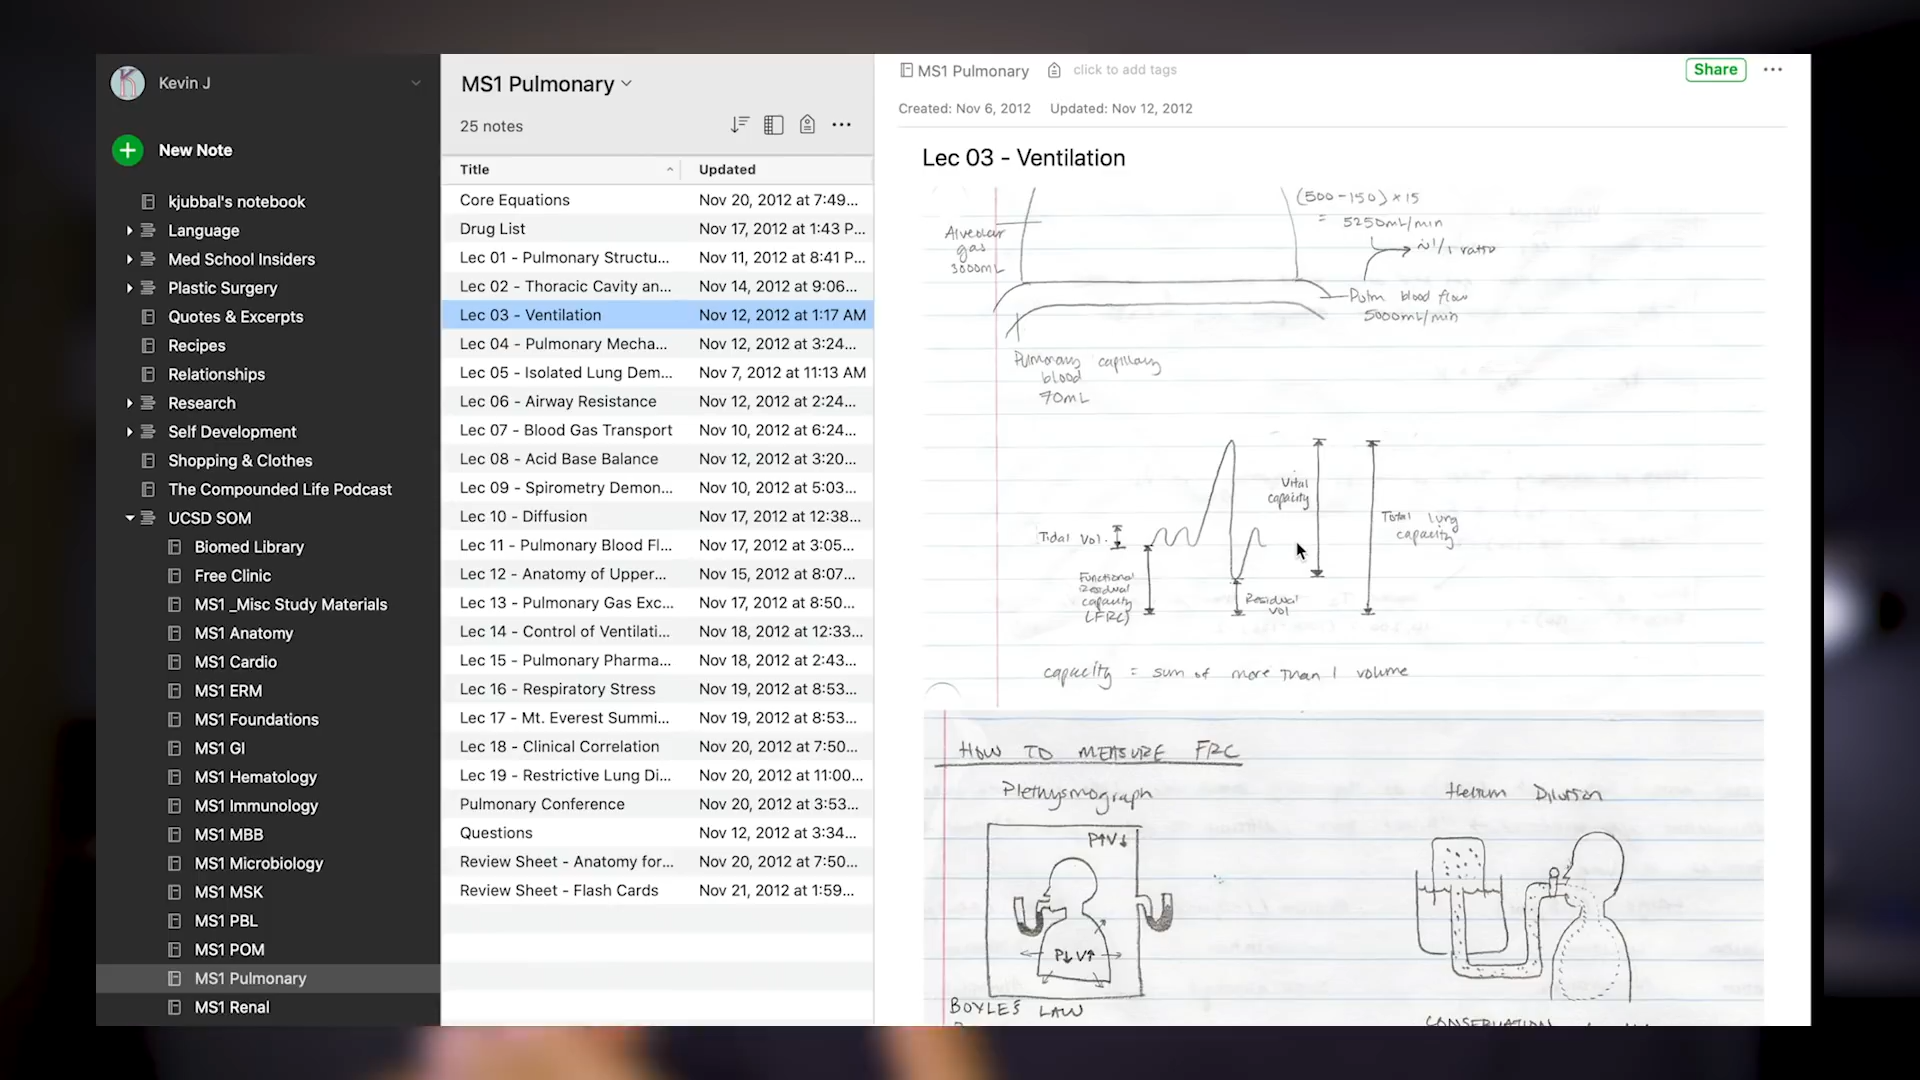 Kevin J
New Note
kjubbal's notebook
Language
Med School Insiders
Plastic Surgery
Quotes & Excerpts
Recipes
Relationships
Research
Self Development
Shopping & Clothes
The Compounded Life Podcast
UCSD SOM
Biomed Library
Free Clinic
MS1 _Misc Study Materials
MS1 Anatomy
MS1 Cardio
MS1 ERM
MS1 Foundations
MS1 GI
MS1 Hematology
MS1 Immunology
MS1 MBB
MS1 Microbiology
MS1 MSK
MS1 PBL
MS1 POM
MS1 Pulmonary
MS1 Renal
MS1 Pulmonary
25 notes
Title Updated
Core Equations Nov 20, 2012 at 7:49...
Drug List Nov 17, 2012 at 1:43 P...
Lec 01 - Pulmonary Structu... Nov 11, 2012 at 8:41 P...
Lec 02 - Thoracic Cavity an... Nov 14, 2012 at 9:06...
Lec 03 - Ventilation Nov 12, 2012 at 1:17 AM
Lec 04 - Pulmonary Mecha... Nov 12, 2012 at 3:24...
Lec 05 - Isolated Lung Dem... Nov 7, 2012 at 11:13 AM
Lec 06 - Airway Resistance Nov 12, 2012 at 2:24...
Lec 07 - Blood Gas Transport Nov 10, 2012 at 6:24...
Lec 08 - Acid Base Balance Nov 12, 2012 at 3:20...
Lec 09 - Spirometry Demon... Nov 10, 2012 at 5:03...
Lec 10 - Diffusion Nov 17, 2012 at 12:38...
Lec 11 - Pulmonary Blood Fl... Nov 17, 2012 at 3:05...
Lec 12 - Anatomy of Upper... Nov 15, 2012 at 8:07...
Lec 13 - Pulmonary Gas Exc... Nov 17, 2012 at 8:50...
Lec 14 - Control of Ventilati... Nov 18, 2012 at 12:33...
Lec 15 - Pulmonary Pharma... Nov 18, 2012 at 2:43...
Lec 16 - Respiratory Stress Nov 19, 2012 at 8:53...
Lec 17 - Mt. Everest Summi... Nov 19, 2012 at 8:53...
Lec 18 - Clinical Correlation Nov 20, 2012 at 7:50...
Lec 19 - Restrictive Lung Di... Nov 20, 2012 at 11:00...
Pulmonary Conference Nov 20, 2012 at 3:53...
Questions Nov 12, 2012 at 3:34...
Review Sheet - Anatomy for... Nov 20, 2012 at 7:50...
Review Sheet - Flash Cards Nov 21, 2012 at 1:59...
MS1 Pulmonary click to add tags Share
Created: Nov 6, 2012 Updated: Nov 12, 2012
Lec 03 - Ventilation
(500-150) x 15
= 5250mL/min
~1/1 ratio
Alveolar
gas
3000mL
Pulm blood flow
5000mL/min
Pulmonary capillary
blood
70mL
Vital
capacity
Total lung
capacity
Tidal Vol.
Functional
Residual
capacity
(FRC)
Residual
vol
capacity = sum of more than 1 volume
HOW TO MEASURE FRC
Plethysmograph
Helium Dilution
P↑V↓
P↓V↑
BOYLE'S LAW
CONSERVATION